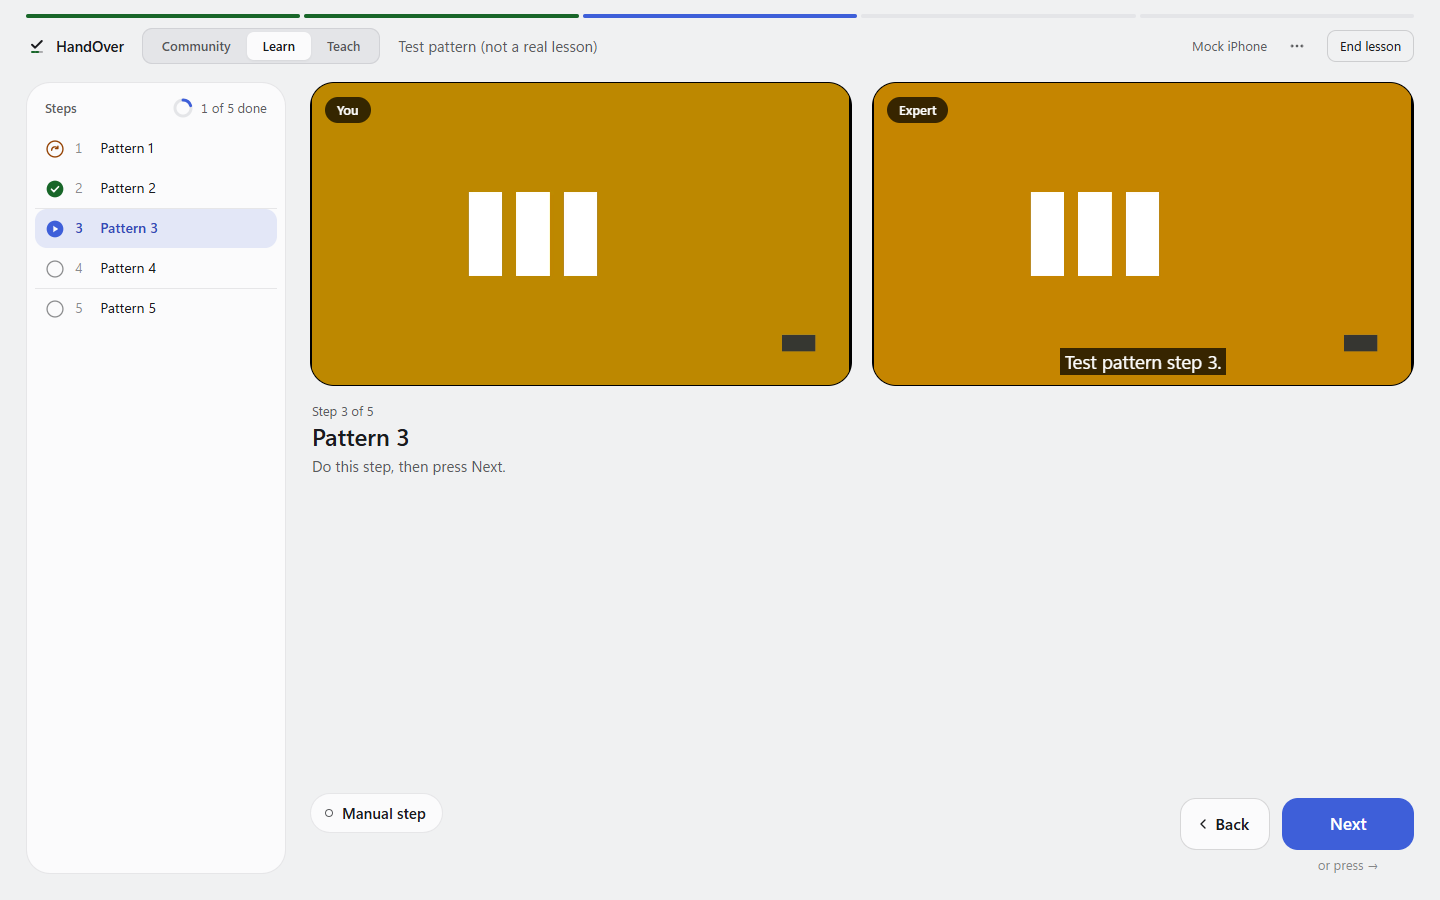 HandOver
Community
Learn
Teach
Test pattern (not a real lesson)
Mock iPhone
End lesson
Steps
1 of 5 done
1 Pattern 1
2 Pattern 2
3 Pattern 3
4 Pattern 4
5 Pattern 5
You
Expert
Test pattern step 3.
Step 3 of 5
Pattern 3
Do this step, then press Next.
Manual step
Back
Next
or press →